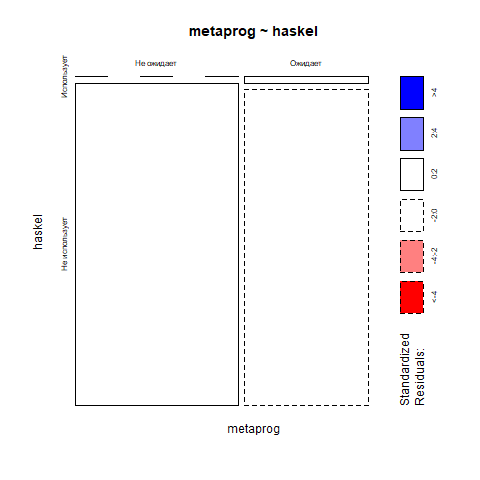 metaprog ~ haskel
Не ожидает
Ожидает
Использует
Не использует
haskel
metaprog
>4
2:4
0:2
-2:0
-4:-2
<-4
Standardized
Residuals: